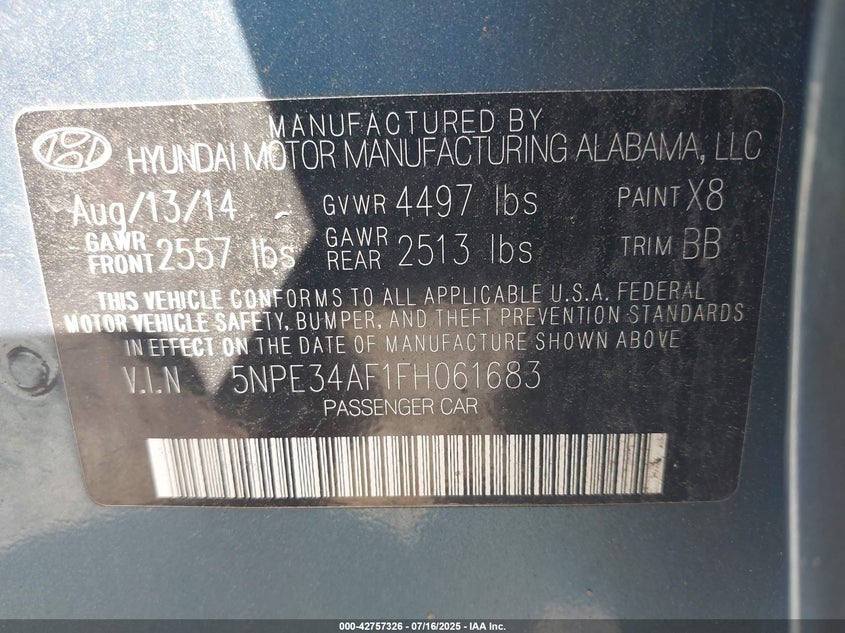 MANUFACTURED BY
HYUNDAI MOTOR MANUFACTURING ALABAMA, LLC
Aug/13/14 GVWR 4497 lbs PAINT X8
GAWR FRONT 2557 lbs GAWR REAR 2513 lbs TRIM BB
THIS VEHICLE CONFORMS TO ALL APPLICABLE U.S.A. FEDERAL
MOTOR VEHICLE SAFETY, BUMPER, AND THEFT PREVENTION STANDARDS
IN EFFECT ON THE DATE OF MANUFACTURE SHOWN ABOVE
V.I.N 5NPE34AF1FH061683
PASSENGER CAR
000-42757326 - 07/16/2025 - IAA Inc.